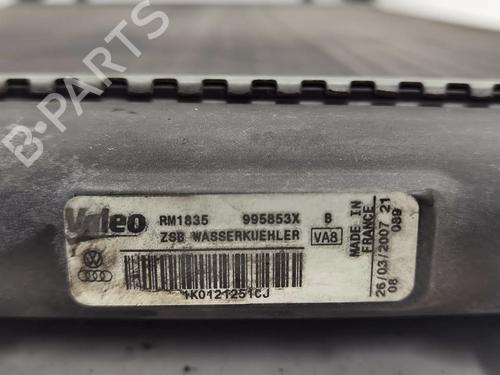 B-PARTS
Valeo RM1835 995853X B
ZSB WASSERKUEHLER VA8
1K0121251CJ
MADE IN
FRANCE
26/03/2007 21
08 089